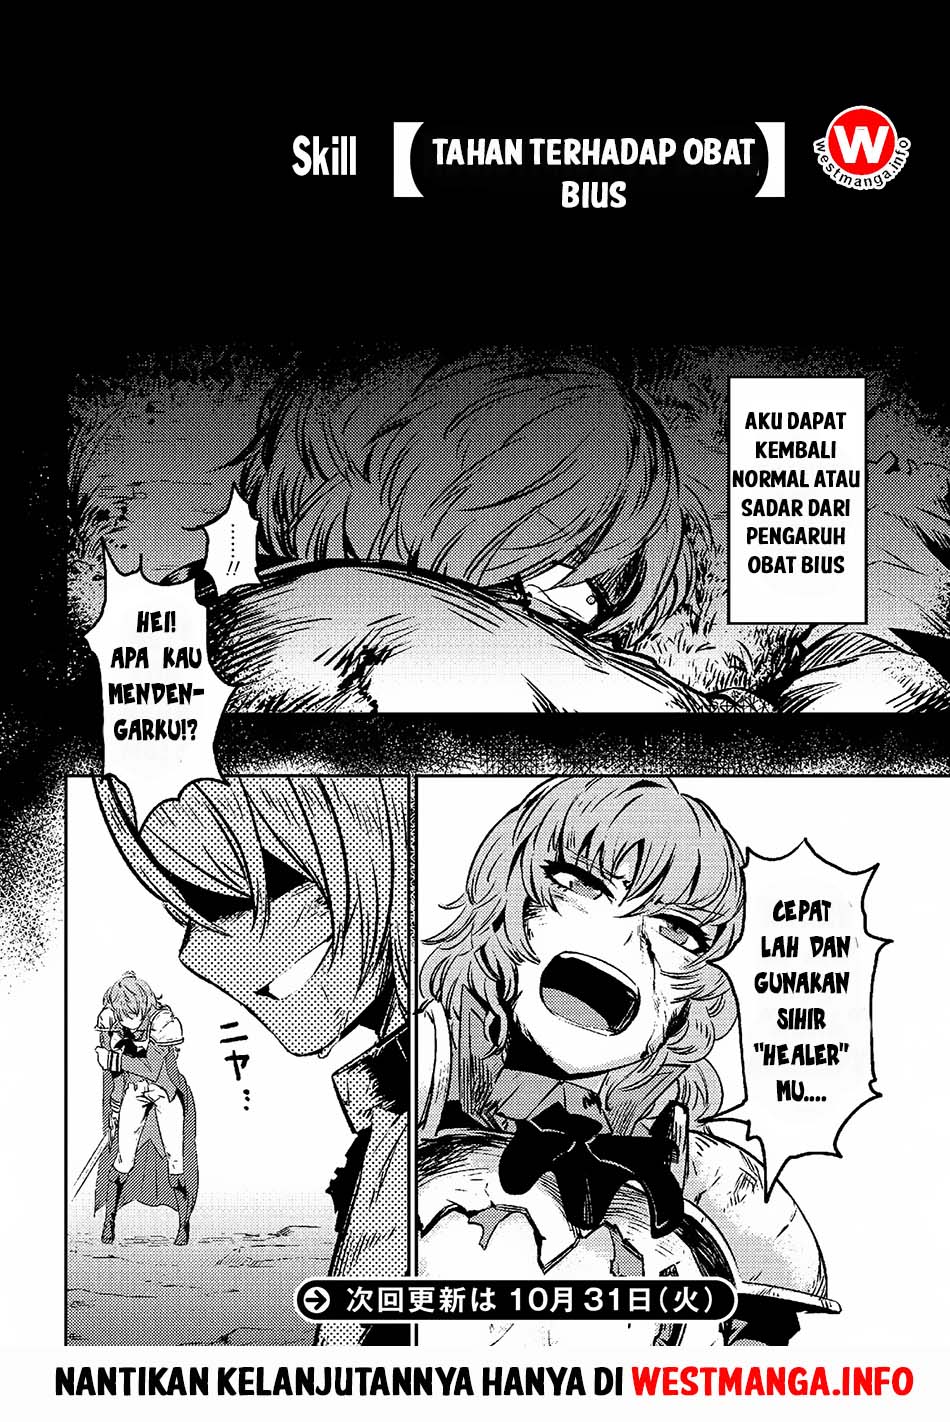 Skill
【TAHAN TERHADAP OBAT
BIUS】
W
westmanga.info
AKU DAPAT
KEMBALI
NORMAL ATAU
SADAR DARI
PENGARUH
OBAT BIUS
......!!
HEI!
APA KAU
MENDEN-
GARKU!?
CEPAT
LAH DAN
GUNAKAN
SIHIR
"HEALER"
MU....
ニヤ…
次回更新は 10月31日(火)
NANTIKAN KELANJUTANNYA HANYA DI WESTMANGA.INFO